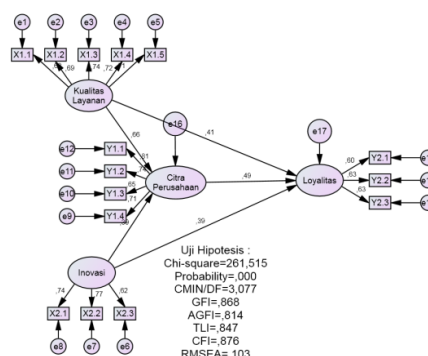 e1 e2 e3 e4 e5
X1.1 X1.2 X1.3 X1.4 X1.5
,69 ,74 ,72
Kualitas
Layanan
,66 ,41
e16 e17
e12 Y1.1 ,81
e11 Y1.2
e10 Y1.3 ,65
e9 Y1.4 ,71
Citra
Perusahaan
,49
Loyalitas
,60 Y2.1
,63 Y2.2
,63 Y2.3
,39
Inovasi
,74 ,77 ,62
X2.1 X2.2 X2.3
e8 e7 e6
Uji Hipotesis :
Chi-square=261,515
Probability=,000
CMIN/DF=3,077
GFI=,868
AGFI=,814
TLI=,847
CFI=,876
RMSEA=,103